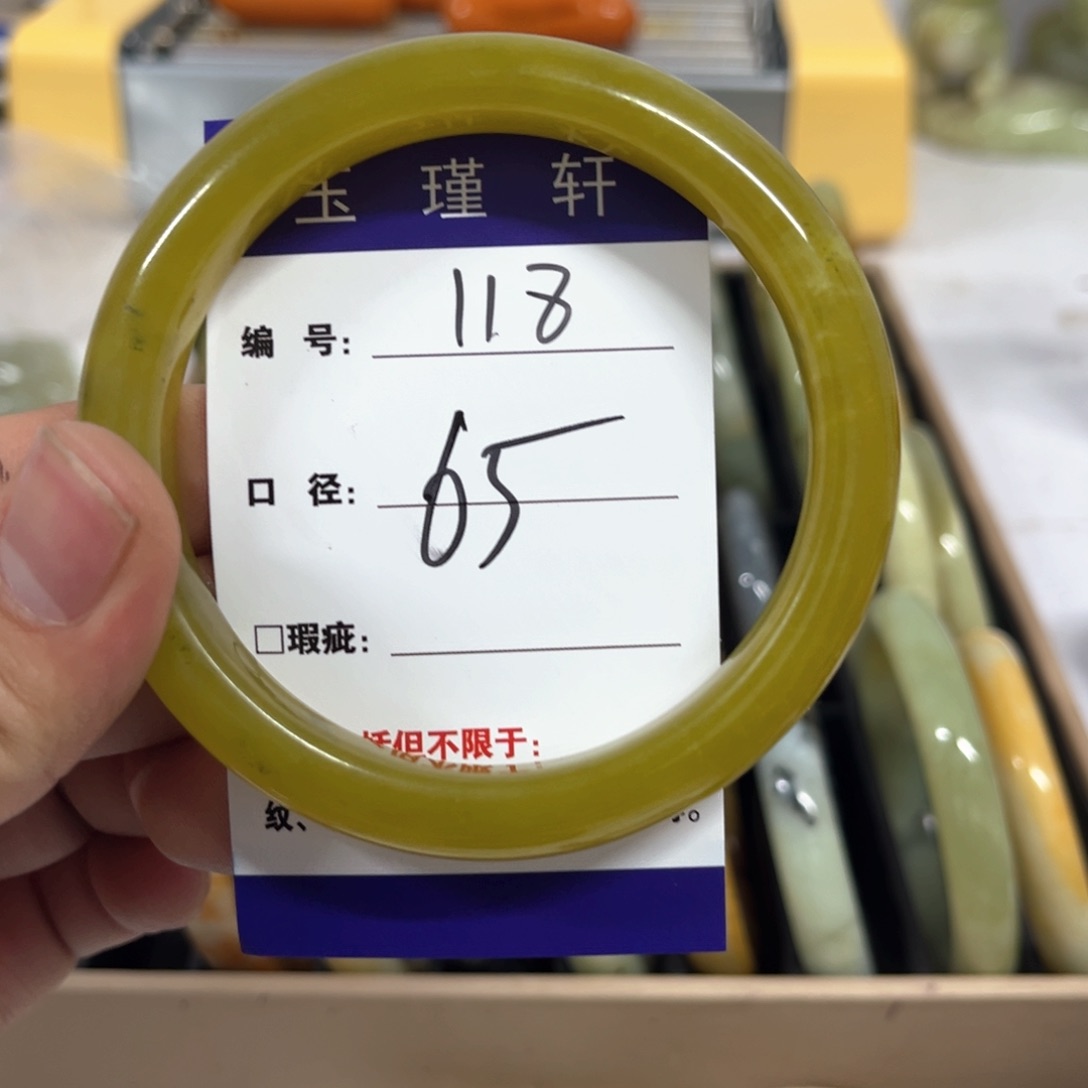 玉 瑾 轩
编 号: 118
口 径: 65
□瑕疵:
括但不限于:
纹、